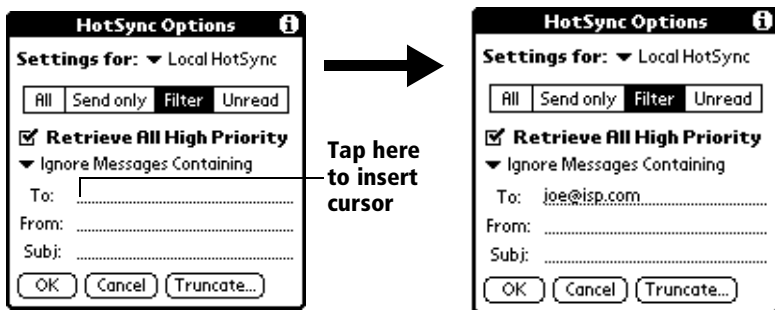 HotSync Options i
Settings for: Local HotSync
All Send only Filter Unread
Retrieve All High Priority
Ignore Messages Containing
To:
From:
Subj:
OK Cancel Truncate...
Tap here
to insert
cursor
HotSync Options i
Settings for: Local HotSync
All Send only Filter Unread
Retrieve All High Priority
Ignore Messages Containing
To: joe@isp.com
From:
Subj:
OK Cancel Truncate...